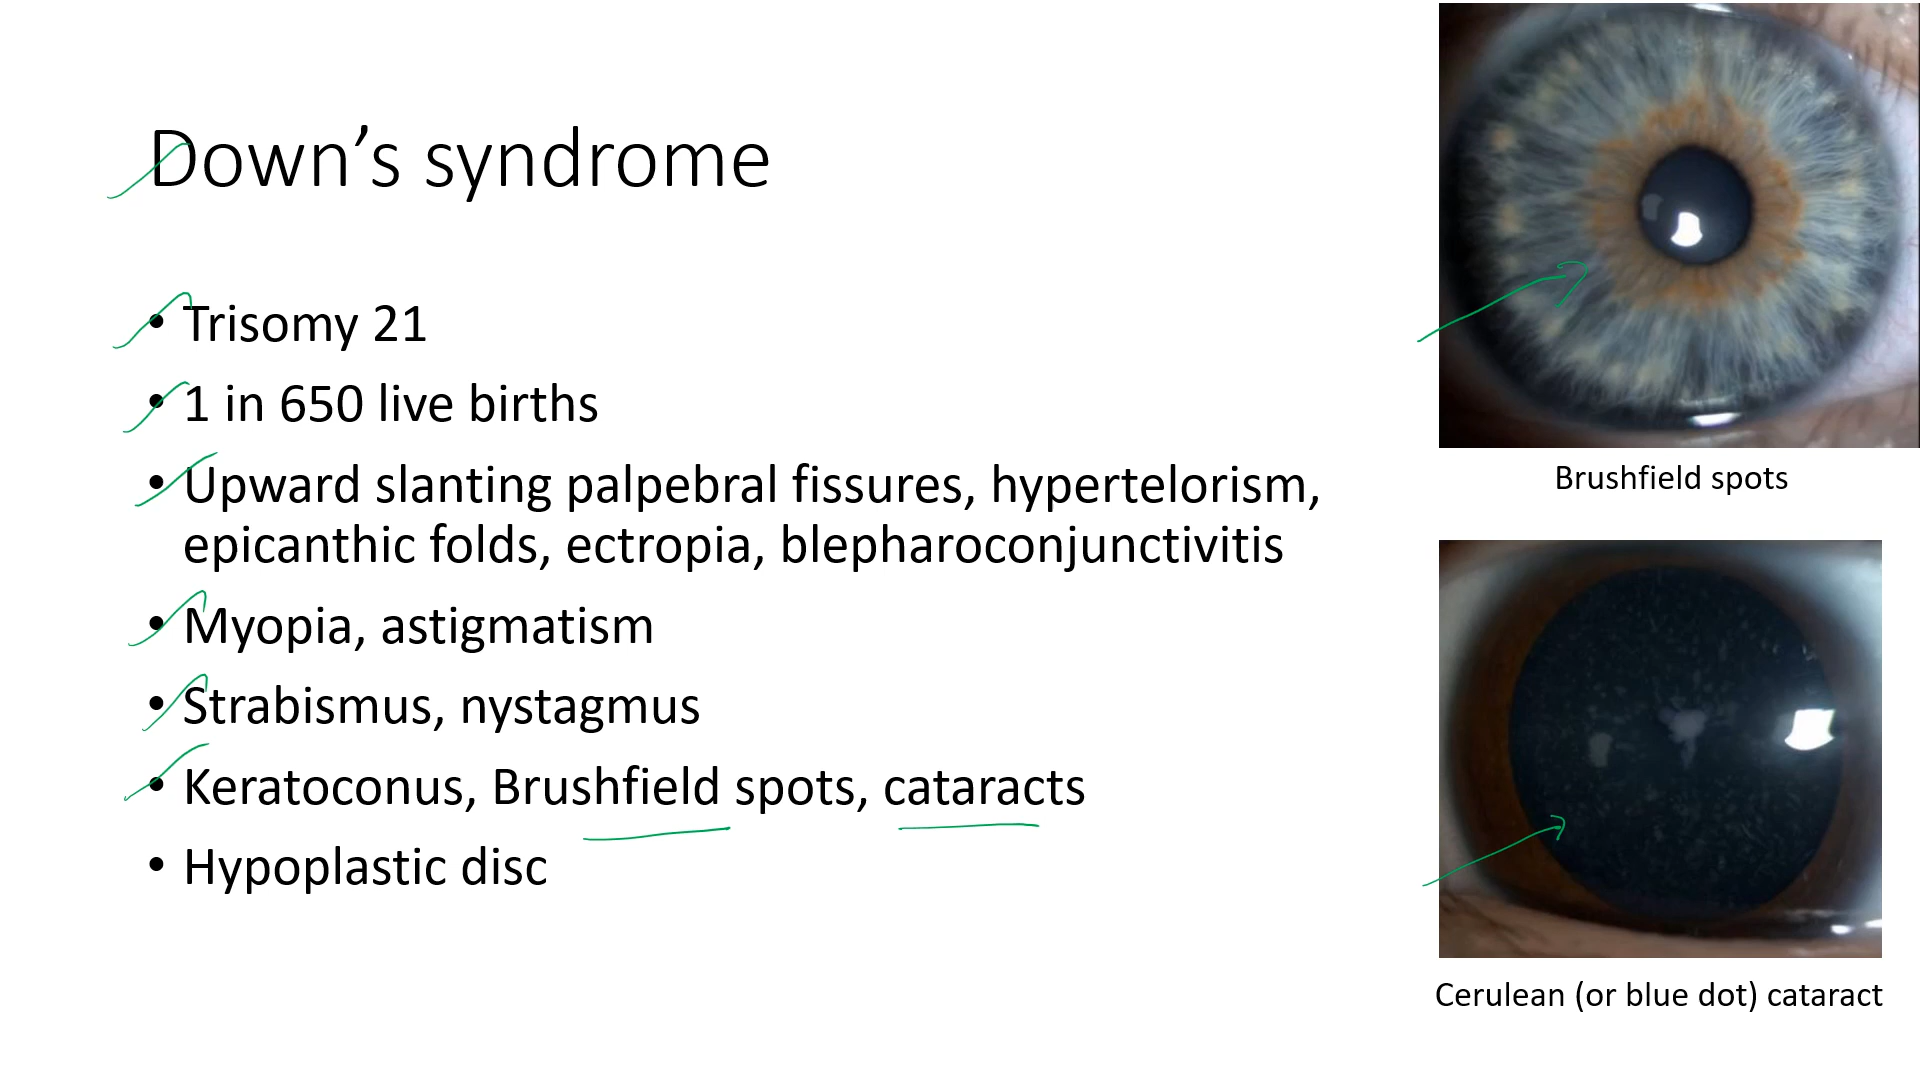 Down’s syndrome
• Trisomy 21
• 1 in 650 live births
• Upward slanting palpebral fissures, hypertelorism,
epicanthic folds, ectropia, blepharoconjunctivitis
• Myopia, astigmatism
• Strabismus, nystagmus
• Keratoconus, Brushfield spots, cataracts
• Hypoplastic disc
Brushfield spots
Cerulean (or blue dot) cataract